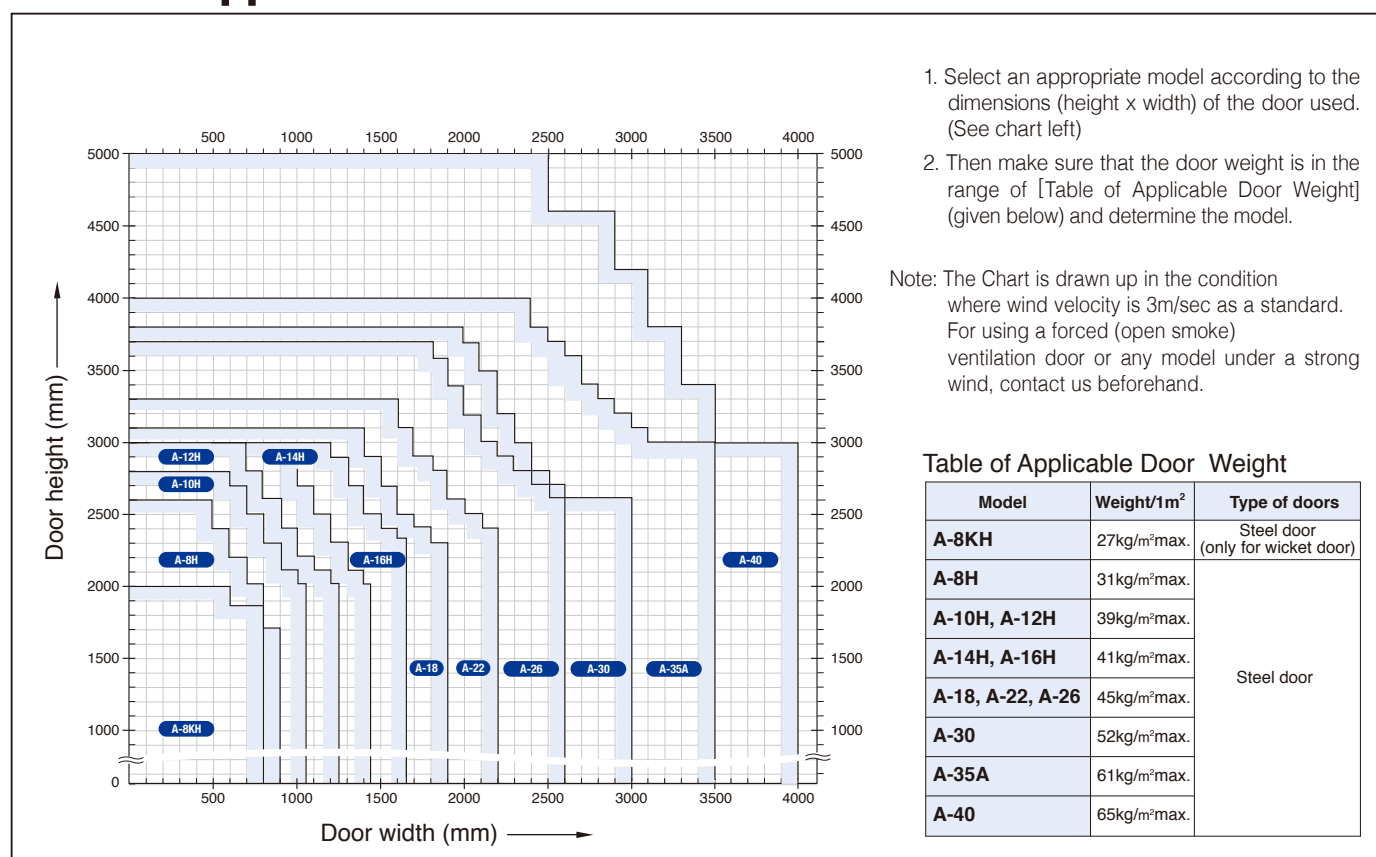 500 1000 1500 2000 2500 3000 3500 4000
5000 5000
4500 4500
4000 4000
3500 3500
3000 3000
2500 2500
2000 2000
1500 1500
1000 1000
0
500 1000 1500 2000 2500 3000 3500 4000
Door height (mm)
Door width (mm)
A-12H A-14H
A-10H
A-8H A-16H A-40
A-18 A-22 A-26 A-30 A-35A
A-8KH
1. Select an appropriate model according to the
dimensions (height x width) of the door used.
(See chart left)
2. Then make sure that the door weight is in the
range of [Table of Applicable Door Weight]
(given below) and determine the model.
Note: The Chart is drawn up in the condition
where wind velocity is 3m/sec as a standard.
For using a forced (open smoke)
ventilation door or any model under a strong
wind, contact us beforehand.
Table of Applicable Door Weight
Model Weight/1m² Type of doors
A-8KH 27kg/m²max. Steel door
(only for wicket door)
A-8H 31kg/m²max.
A-10H, A-12H 39kg/m²max.
A-14H, A-16H 41kg/m²max.
Steel door
A-18, A-22, A-26 45kg/m²max.
A-30 52kg/m²max.
A-35A 61kg/m²max.
A-40 65kg/m²max.